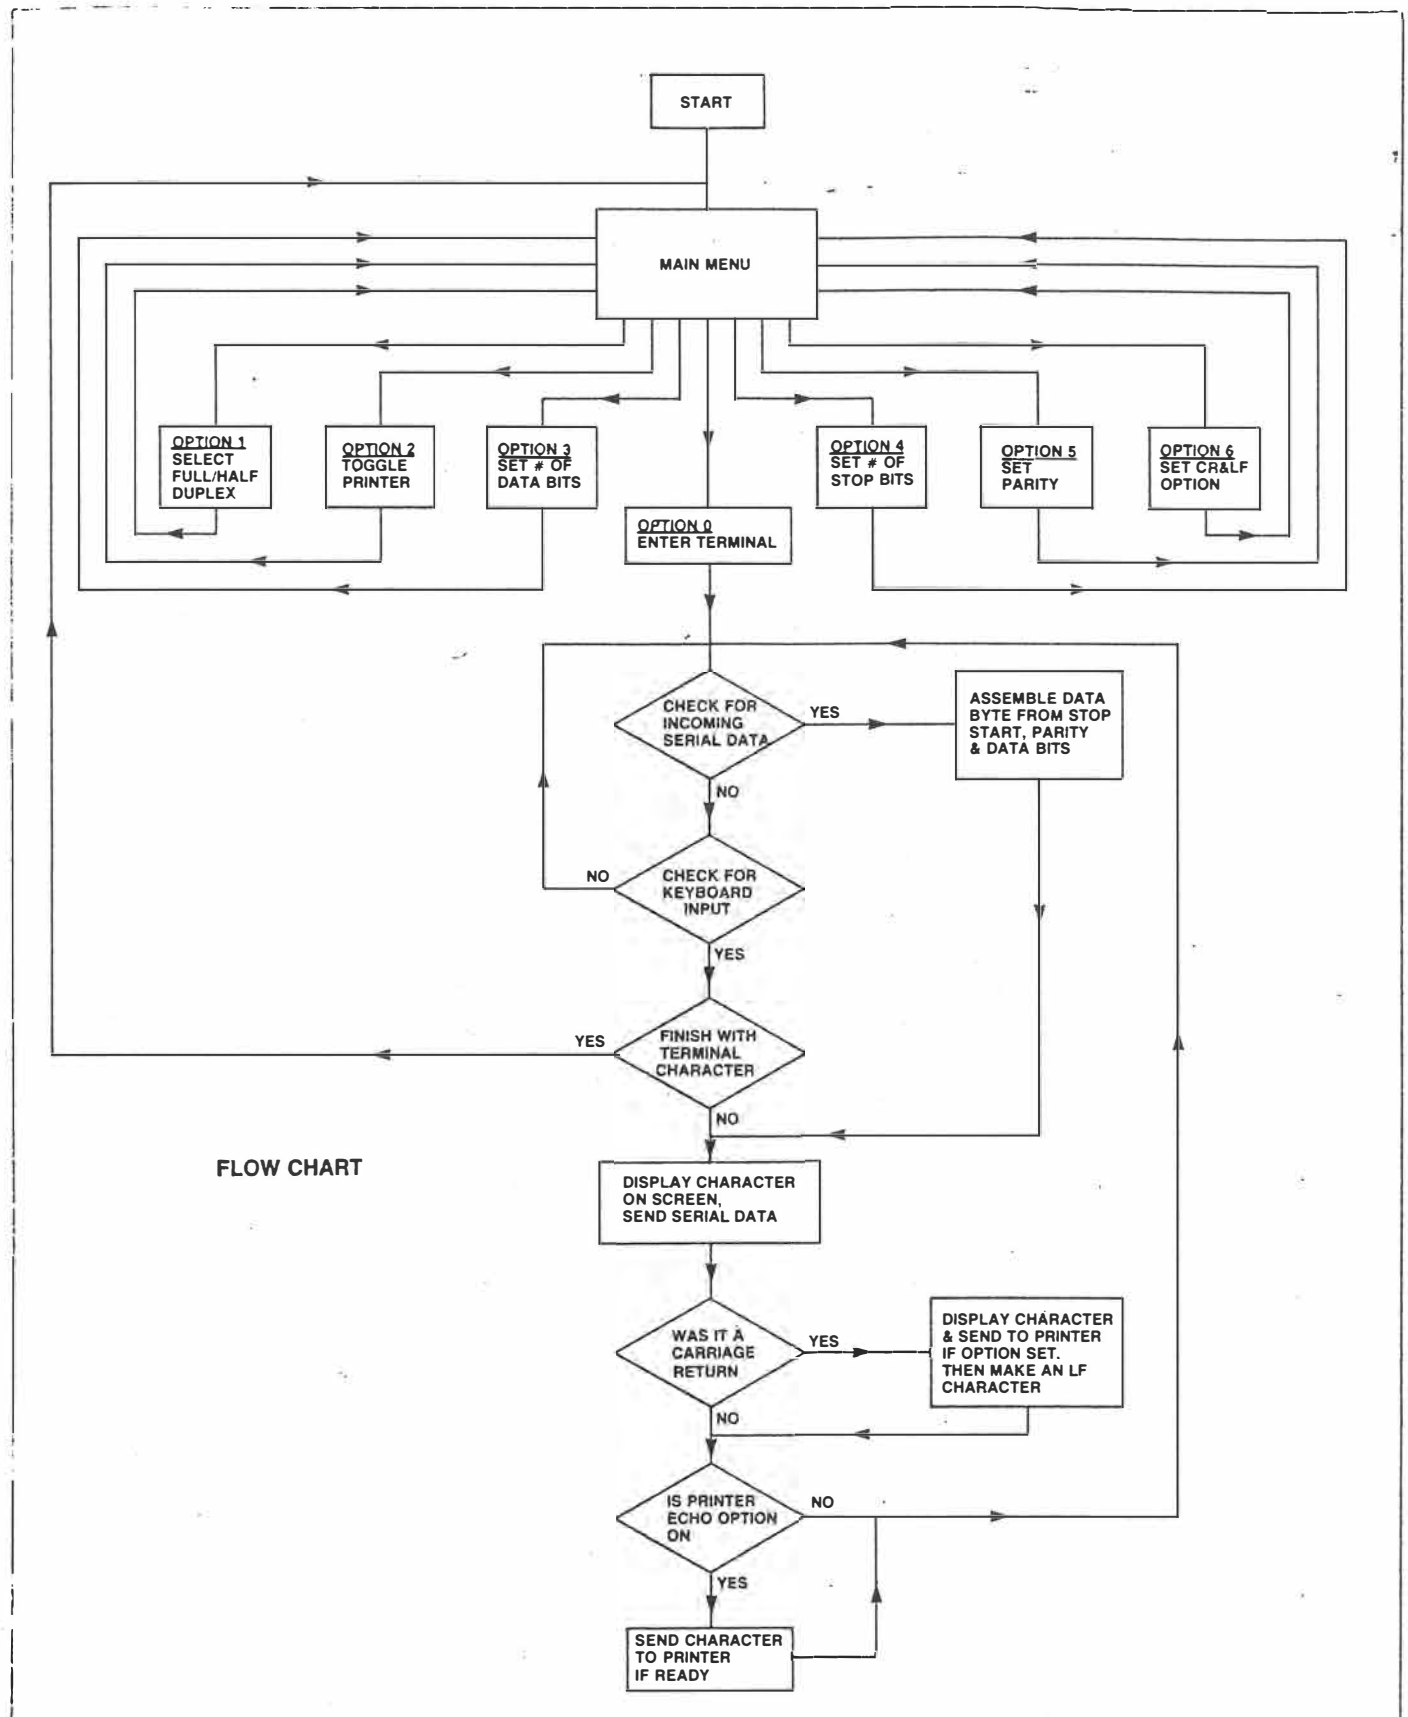 START
MAIN MENU
OPTION 1
SELECT
FULL/HALF
DUPLEX
OPTION 2
TOGGLE
PRINTER
OPTION 3
SET # OF
DATA BITS
OPTION 0
ENTER TERMINAL
OPTION 4
SET # OF
STOP BITS
OPTION 5
SET
PARITY
OPTION 6
SET CR&LF
OPTION
CHECK FOR
INCOMING
SERIAL DATA
YES
ASSEMBLE DATA
BYTE FROM STOP
START, PARITY
& DATA BITS
NO
CHECK FOR
KEYBOARD
INPUT
NO
YES
FINISH WITH
TERMINAL
CHARACTER
YES
NO
FLOW CHART
DISPLAY CHARACTER
ON SCREEN,
SEND SERIAL DATA
WAS IT A
CARRIAGE
RETURN
YES
DISPLAY CHARACTER
& SEND TO PRINTER
IF OPTION SET.
THEN MAKE AN LF
CHARACTER
NO
IS PRINTER
ECHO OPTION
ON
NO
YES
SEND CHARACTER
TO PRINTER
IF READY